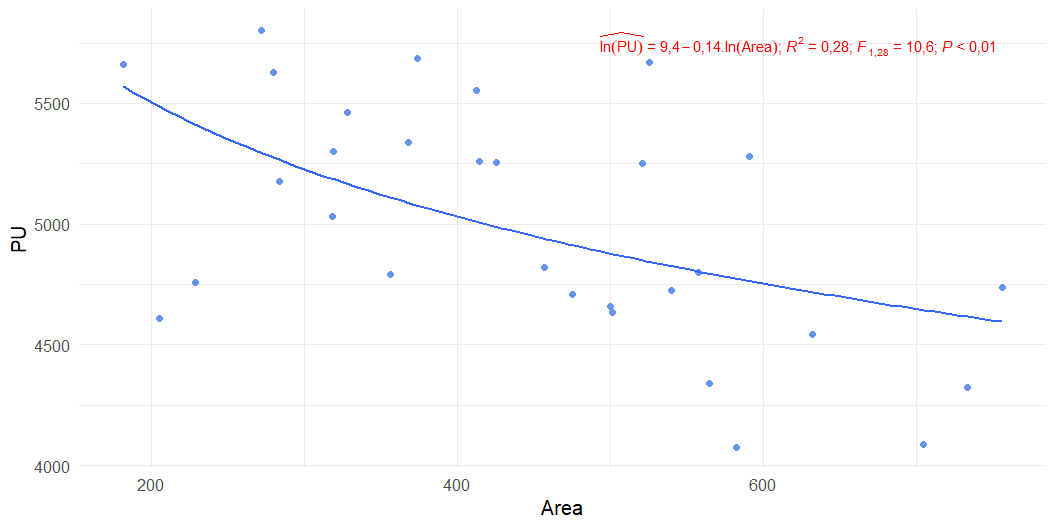 ln(PU) = 9,4 − 0,14.ln(Area); R² = 0,28; F₁,₂₈ = 10,6; P < 0,01
5500
5000
4500
4000
PU
200 400 600
Area